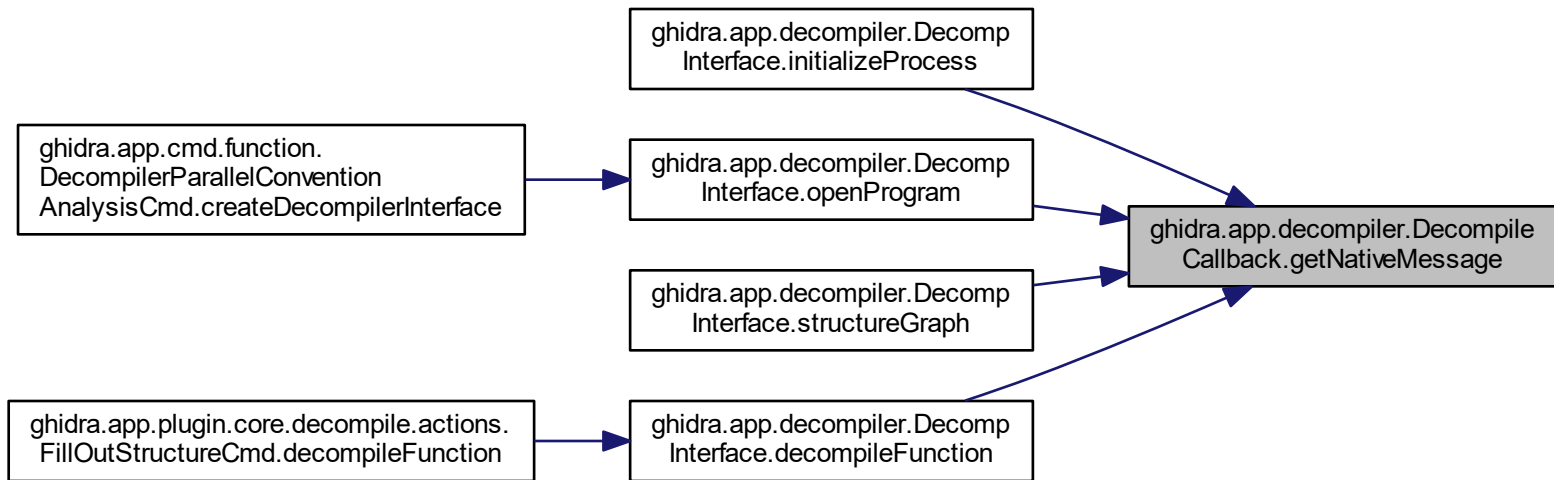 ghidra.app.decompiler.Decomp
Interface.initializeProcess
ghidra.app.cmd.function.
DecompilerParallelConvention
AnalysisCmd.createDecompilerInterface
ghidra.app.decompiler.Decomp
Interface.openProgram
ghidra.app.decompiler.Decompile
Callback.getNativeMessage
ghidra.app.decompiler.Decomp
Interface.structureGraph
ghidra.app.plugin.core.decompile.actions.
FillOutStructureCmd.decompileFunction
ghidra.app.decompiler.Decomp
Interface.decompileFunction